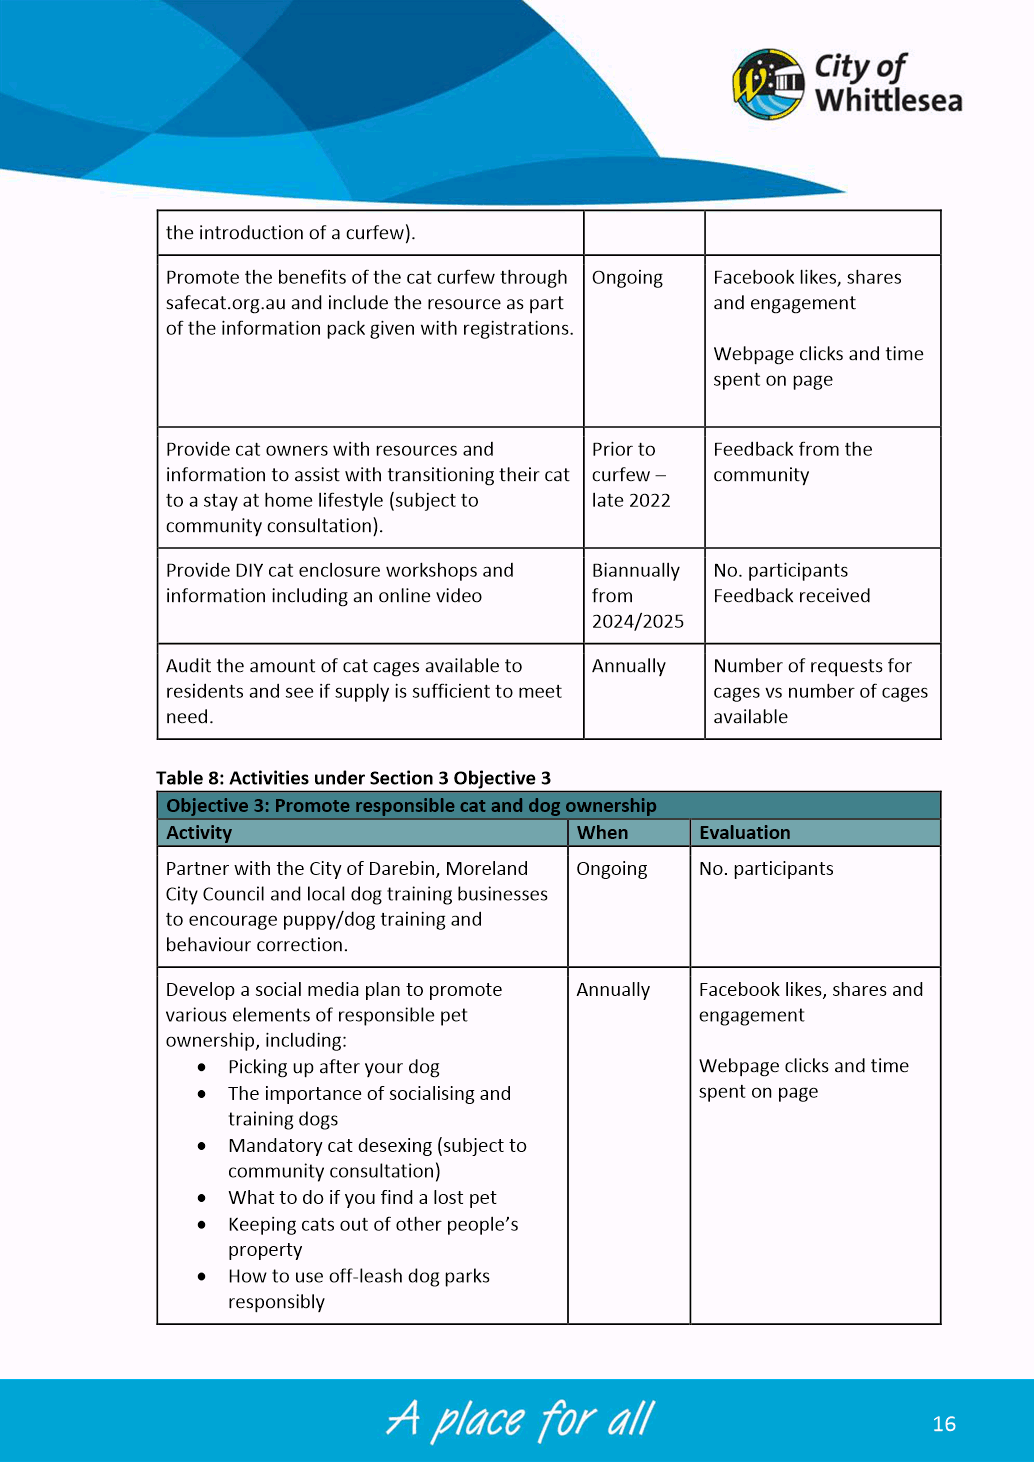 City of
Whittlesea
the introduction of a curfew).
Promote the benefits of the cat curfew through
safecat.org.au and include the resource as part
of the information pack given with registrations.
Ongoing
Facebook likes, shares
and engagement
Webpage clicks and time
spent on page
Provide cat owners with resources and
information to assist with transitioning their cat
to a stay at home lifestyle (subject to
community consultation).
Prior to
curfew –
late 2022
Feedback from the
community
Provide DIY cat enclosure workshops and
information including an online video
Biannually
from
2024/2025
No. participants
Feedback received
Audit the amount of cat cages available to
residents and see if supply is sufficient to meet
need.
Annually
Number of requests for
cages vs number of cages
available
Table 8: Activities under Section 3 Objective 3
Objective 3: Promote responsible cat and dog ownership
Activity When Evaluation
Partner with the City of Darebin, Moreland
City Council and local dog training businesses
to encourage puppy/dog training and
behaviour correction.
Ongoing
No. participants
Develop a social media plan to promote
various elements of responsible pet
ownership, including:
• Picking up after your dog
• The importance of socialising and
training dogs
• Mandatory cat desexing (subject to
community consultation)
• What to do if you find a lost pet
• Keeping cats out of other people's
property
• How to use off-leash dog parks
responsibly
Annually
Facebook likes, shares and
engagement
Webpage clicks and time
spent on page
A place for all
16